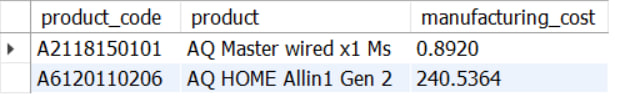 product_code product manufacturing_cost
A2118150101 AQ Master wired x1 Ms 0.8920
A6120110206 AQ HOME Allin1 Gen 2 240.5364